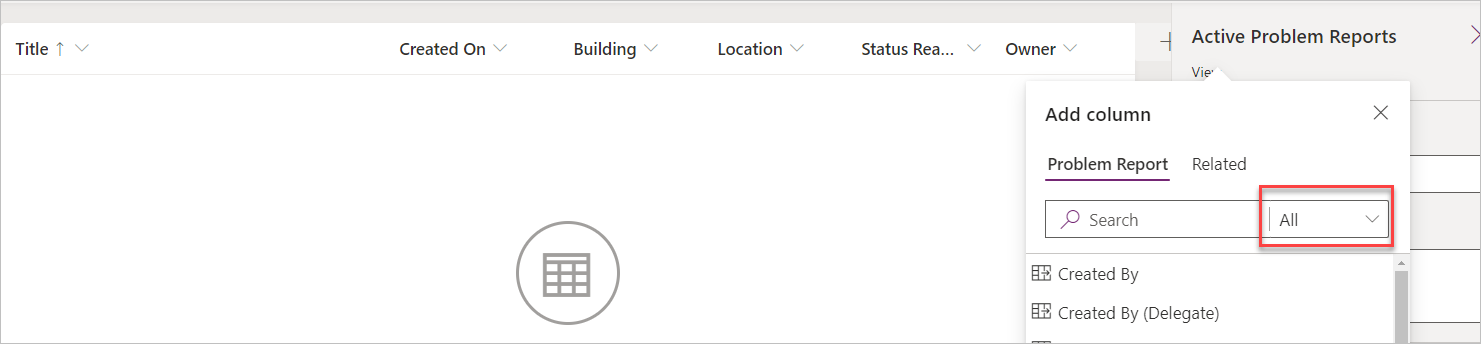 Title Created On Building Location Status Rea... Owner
Active Problem Reports
View
Add column
Problem Report Related
Search All
Created By
Created By (Delegate)